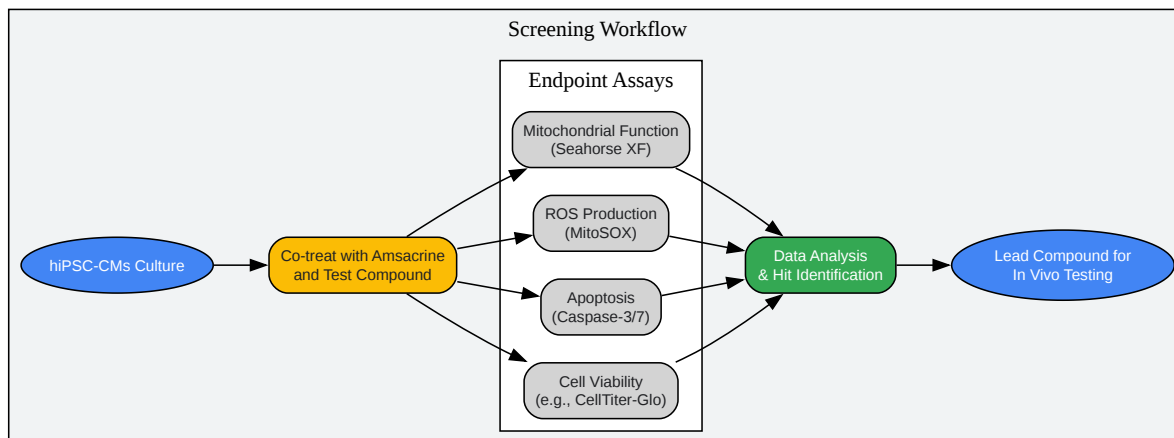 Screening Workflow
Endpoint Assays
Mitochondrial Function
(Seahorse XF)
ROS Production
(MitoSOX)
hiPSC-CMs Culture
Co-treat with Amsacrine
and Test Compound
Data Analysis
& Hit Identification
Lead Compound for
In Vivo Testing
Apoptosis
(Caspase-3/7)
Cell Viability
(e.g., CellTiter-Glo)